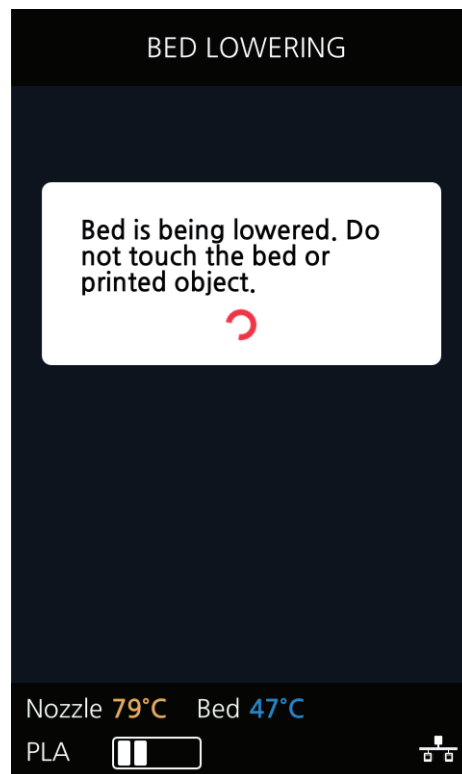 BED LOWERING
Bed is being lowered. Do
not touch the bed or
printed object.
Nozzle 79°C Bed 47°C
PLA